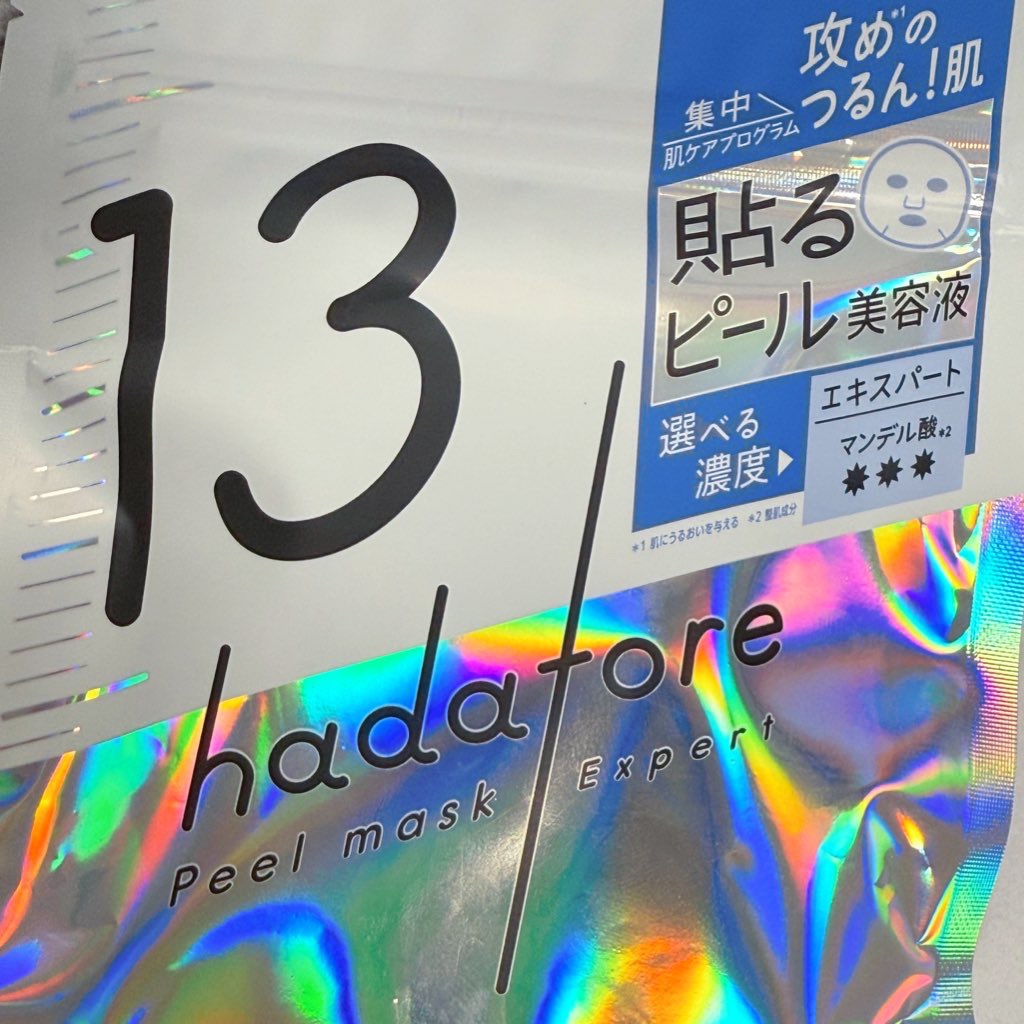 攻め*1の
つるん!肌
集中
肌ケアプログラム
貼る
ピール美容液
選べる
濃度
エキスパート
マンデル酸*2
*1 肌にうるおいを与える *2 整肌成分
13
hadatore
Peel mask Expert